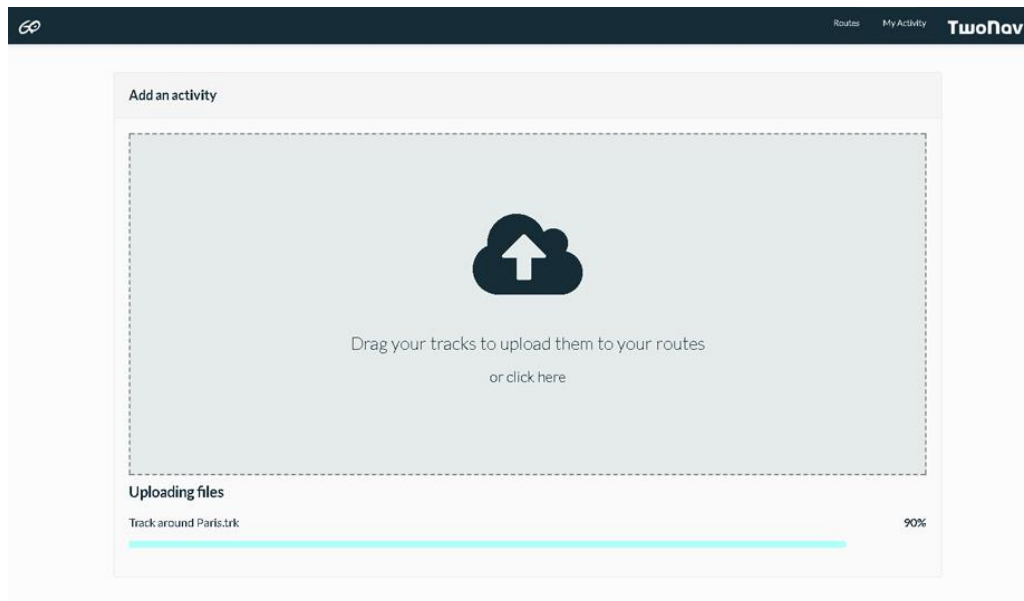 GO
Routes
My Activity
TwoNav
Add an activity
Drag your tracks to upload them to your routes
or click here
Uploading files
Track around Paris.trk
90%